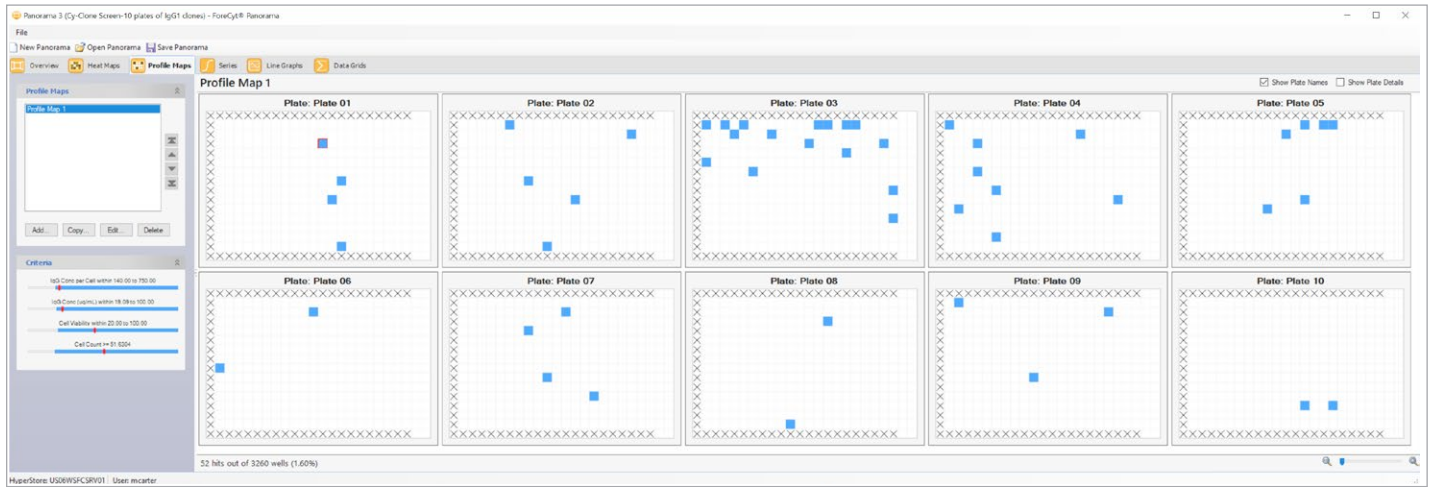 Panorama 3 (Cy-Clone Screen-10 plates of IgG1 clones) - ForeCyt® Panorama
File
New Panorama Open Panorama Save Panorama
Overview Heat Maps Profile Maps Series Line Graphs Data Grids
Profile Maps
Profile Map 1
Add... Copy... Edit... Delete
Criteria
IgG Conc per Cell within 140.00 to 750.00
IgG Conc (ug/mL) within 18.09 to 100.00
Cell Viability within 20.00 to 100.00
Cell Count >= 51.6204
Profile Map 1
Show Plate Names Show Plate Details
Plate: Plate 01 Plate: Plate 02 Plate: Plate 03 Plate: Plate 04 Plate: Plate 05
Plate: Plate 06 Plate: Plate 07 Plate: Plate 08 Plate: Plate 09 Plate: Plate 10
52 hits out of 3260 wells (1.60%)
HyperStore: USD6WSFCSRV01 User: mcarter